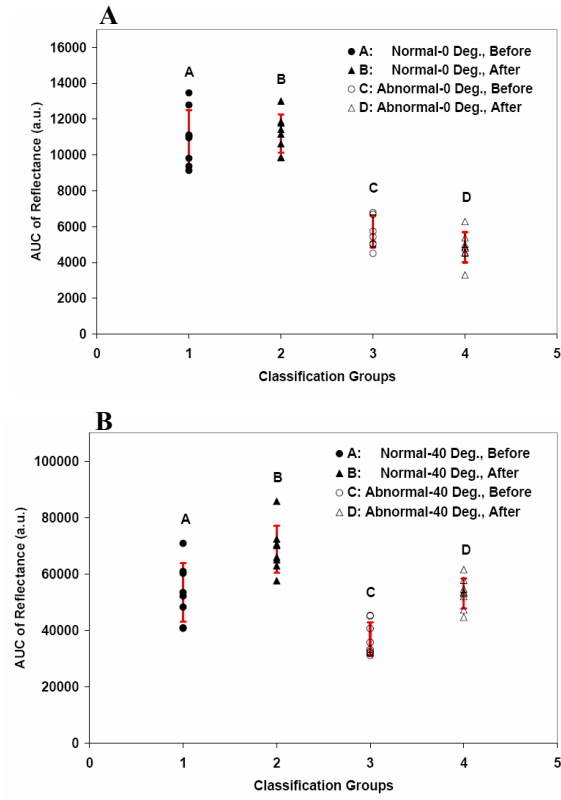 A
16000
14000
12000
10000
8000
6000
4000
2000
0
AUC of Reflectance (a.u.)
A: Normal-0 Deg., Before
B: Normal-0 Deg., After
C: Abnormal-0 Deg., Before
D: Abnormal-0 Deg., After
A
B
C
D
0 1 2 3 4 5
Classification Groups
B
100000
80000
60000
40000
20000
0
AUC of Reflectance (a.u.)
A: Normal-40 Deg., Before
B: Normal-40 Deg., After
C: Abnormal-40 Deg., Before
D: Abnormal-40 Deg., After
A
B
C
D
0 1 2 3 4 5
Classification Groups